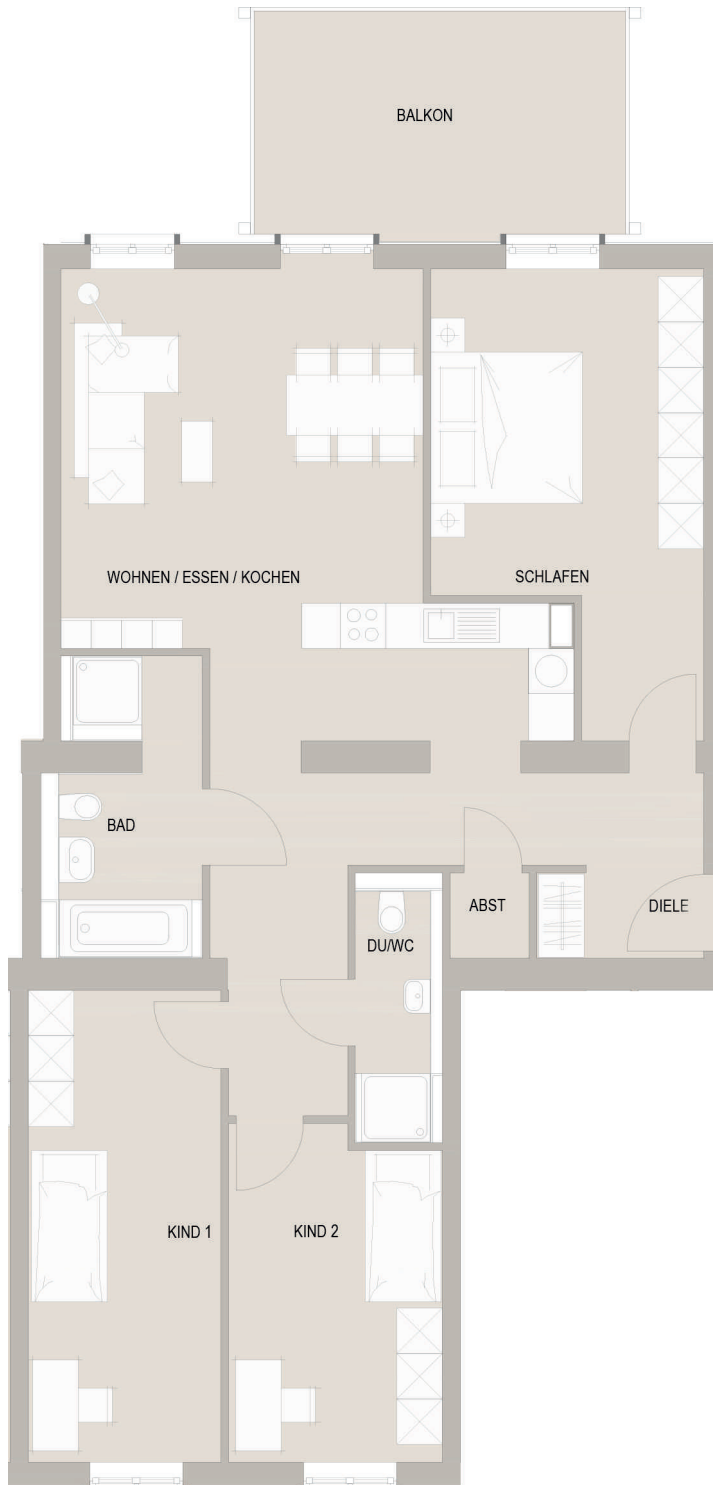 BALKON
WOHNEN / ESSEN / KOCHEN
SCHLAFEN
BAD
ABST
DIELE
DU/WC
KIND 1
KIND 2